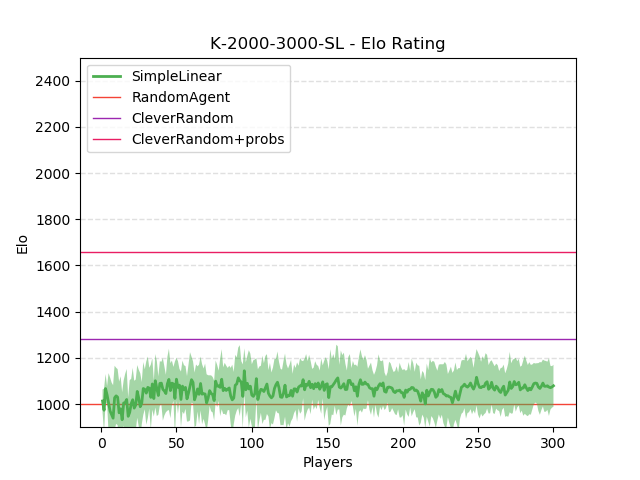 K-2000-3000-SL - Elo Rating
SimpleLinear
RandomAgent
CleverRandom
CleverRandom+probs
2400
2200
2000
1800
1600
1400
1200
1000
Elo
0 50 100 150 200 250 300
Players